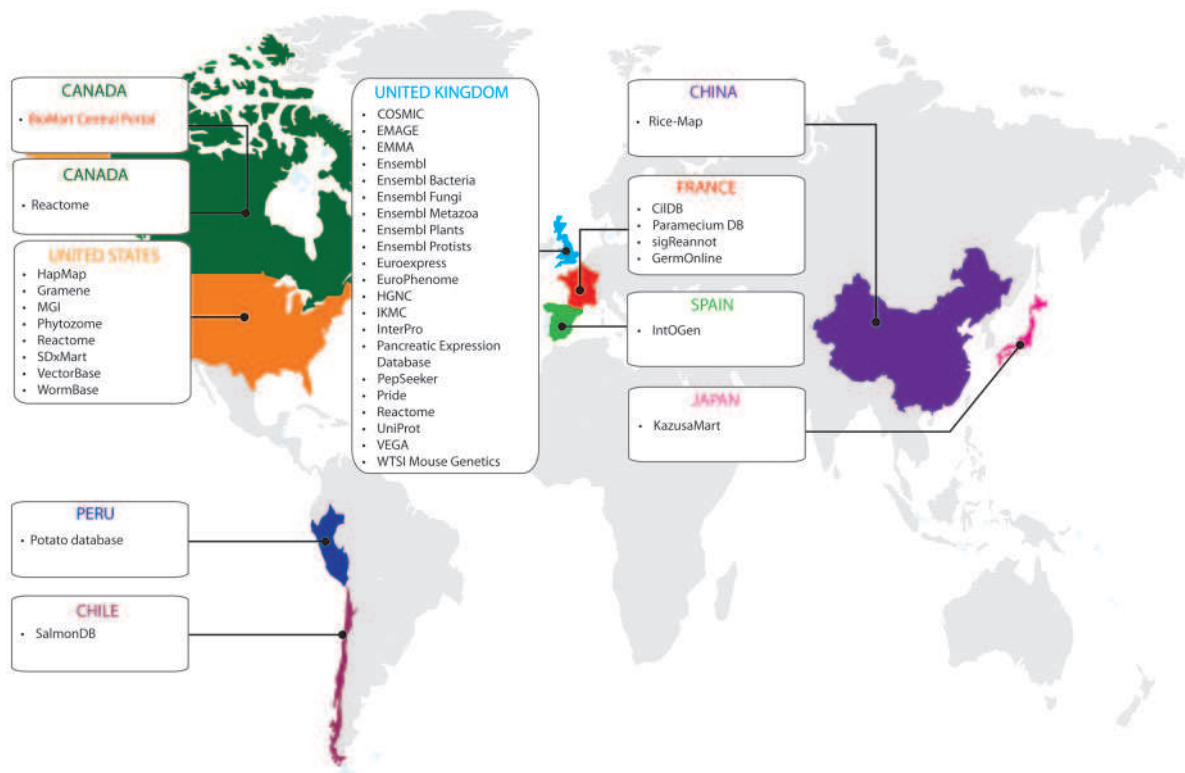 CANADA
• BioMart Central Portal
CANADA
• Reactome
UNITED STATES
• HapMap
• Gramene
• MGI
• Phytozome
• Reactome
• SDxMart
• VectorBase
• WormBase
UNITED KINGDOM
• COSMIC
• EMAGE
• EMMA
• Ensembl
• Ensembl Bacteria
• Ensembl Fungi
• Ensembl Metazoa
• Ensembl Plants
• Ensembl Protists
• Euroexpress
• EuroPhenome
• HGNC
• IKMC
• InterPro
• Pancreatic Expression
Database
• PepSeeker
• Pride
• Reactome
• UniProt
• VEGA
• WTSI Mouse Genetics
CHINA
• Rice-Map
FRANCE
• CilDB
• Paramecium DB
• sigReannot
• GermOnline
SPAIN
• IntOGen
JAPAN
• KazusaMart
PERU
• Potato database
CHILE
• SalmonDB